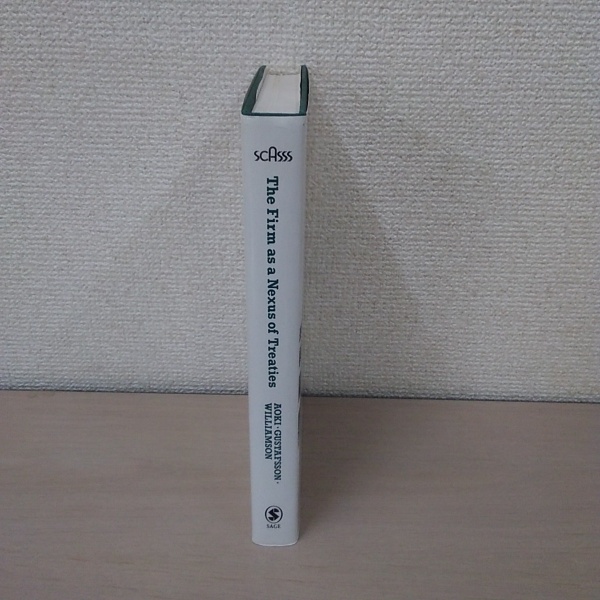 SCASSS
The Firm as a Nexus of Treaties
AOKI·GUSTAFSSON·
WILLIAMSON
S
SAGE